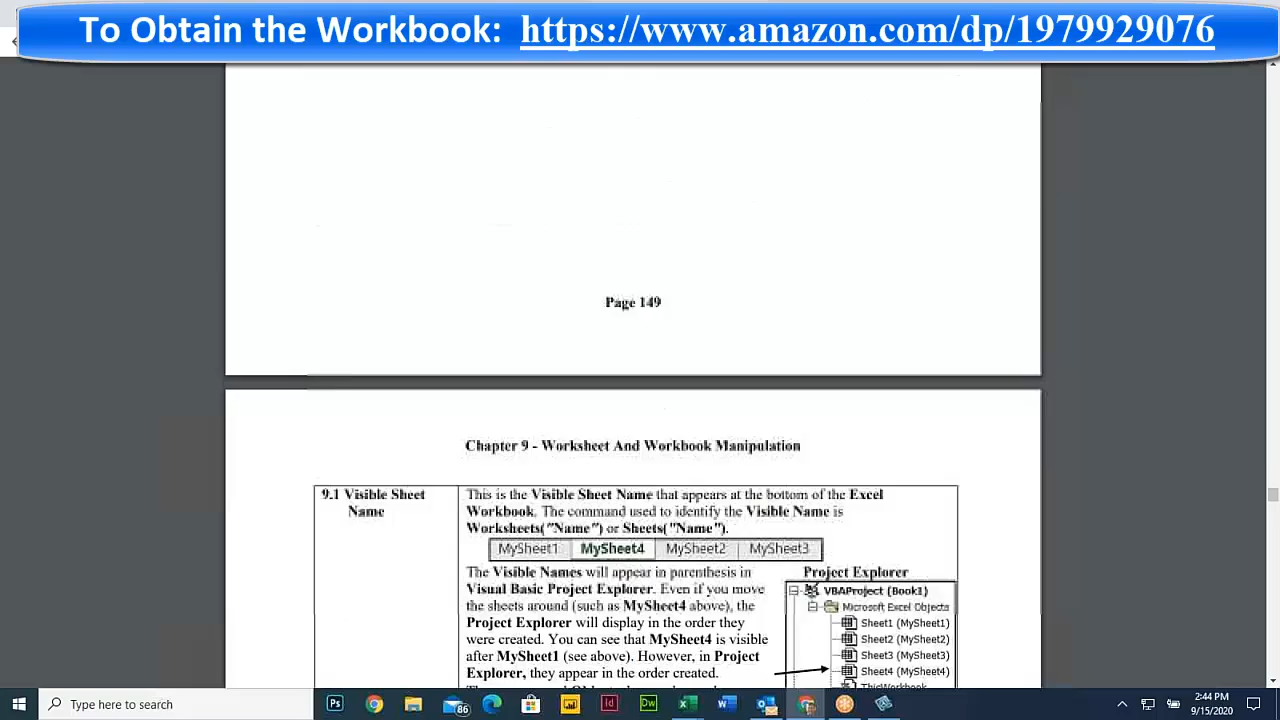 To Obtain the Workbook: https://www.amazon.com/dp/1979929076
Page 149
Chapter 9 - Worksheet And Workbook Manipulation
9.1 Visible Sheet
Name
This is the Visible Sheet Name that appears at the bottom of the Excel
Workbook. The command used to identify the Visible Name is
Worksheets("Name") or Sheets("Name").
MySheet1 MySheet4 MySheet2 MySheet3
The Visible Names will appear in parenthesis in
Visual Basic Project Explorer. Even if you move
the sheets around (such as MySheet4 above), the
Project Explorer will display in the order they
were created. You can see that MySheet4 is visible
after MySheet1 (see above). However, in Project
Explorer, they appear in the order created.
Project Explorer
VBAProject (Book1)
Microsoft Excel Objects
Sheet1 (MySheet1)
Sheet2 (MySheet2)
Sheet3 (MySheet3)
Sheet4 (MySheet4)
ThisWorkbook
Type here to search
Ps
86
Id
Dw
2:44 PM
9/15/2020